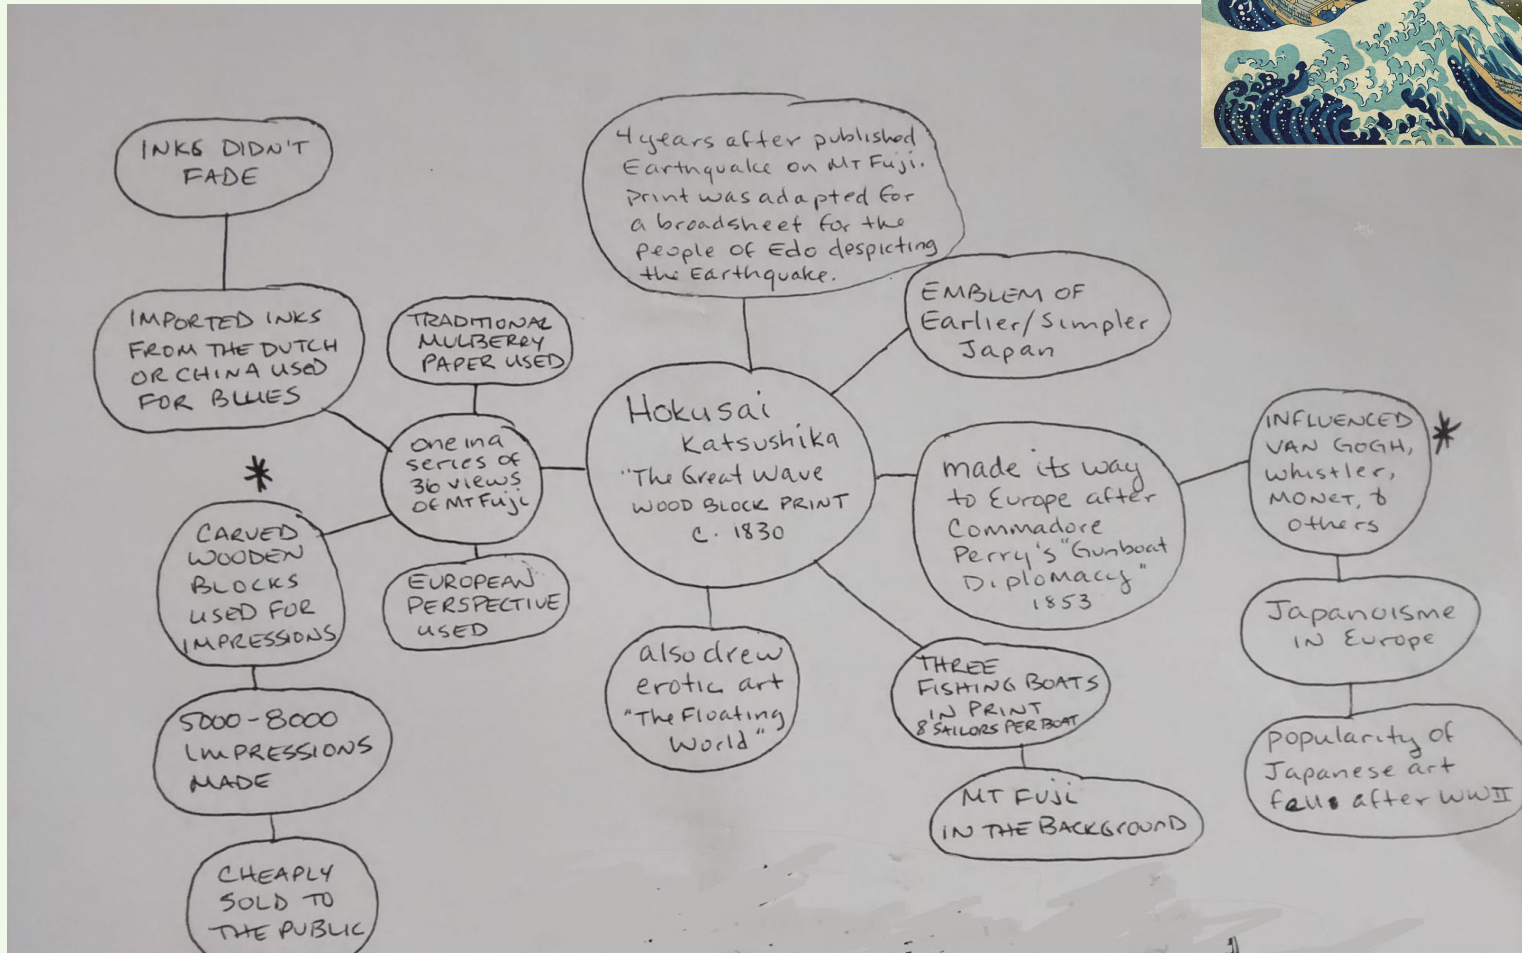 INKS DIDN'T
FADE
4 years after published
Earthquake on MT Fuji.
Print was adapted for
a broadsheet for the
people of Edo despicting
the Earthquake.
IMPORTED INKS
FROM THE DUTCH
OR CHINA USED
FOR BLUES
TRADITIONAL
MULBERRY
PAPER USED
EMBLEM OF
Earlier/Simpler
Japan
one in a
series of
36 views
of MT Fuji
Hokusai
Katsushika
"The Great Wave
WOOD BLOCK PRINT
C. 1830
made its way
to Europe after
Commadore
Perry's "Gunboat
Diplomacy"
1853
INFLUENCED
VAN GOGH,
Whistler,
MONET, &
others
*
*
CARVED
WOODEN
BLOCKS
USED FOR
IMPRESSIONS
EUROPEAN
PERSPECTIVE
USED
also drew
erotic art
"The Floating
World"
THREE
FISHING BOATS
IN PRINT
8 SAILORS PER BOAT
Japanoisme
IN Europe
5000-8000
IMPRESSIONS
MADE
MT FUJI
IN THE BACKGROUND
popularity of
Japanese art
fell after WWII
CHEAPLY
SOLD TO
THE PUBLIC